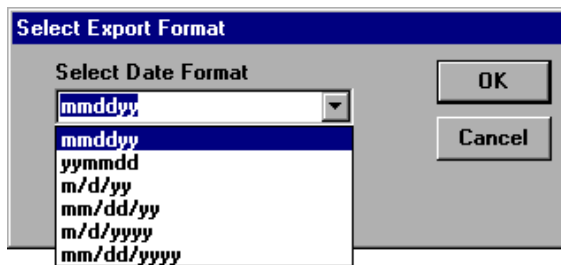 Select Export Format
Select Date Format
mmddyy
OK
Cancel
mmddyy
yymmdd
m/d/yy
mm/dd/yy
m/d/yyyy
mm/dd/yyyy